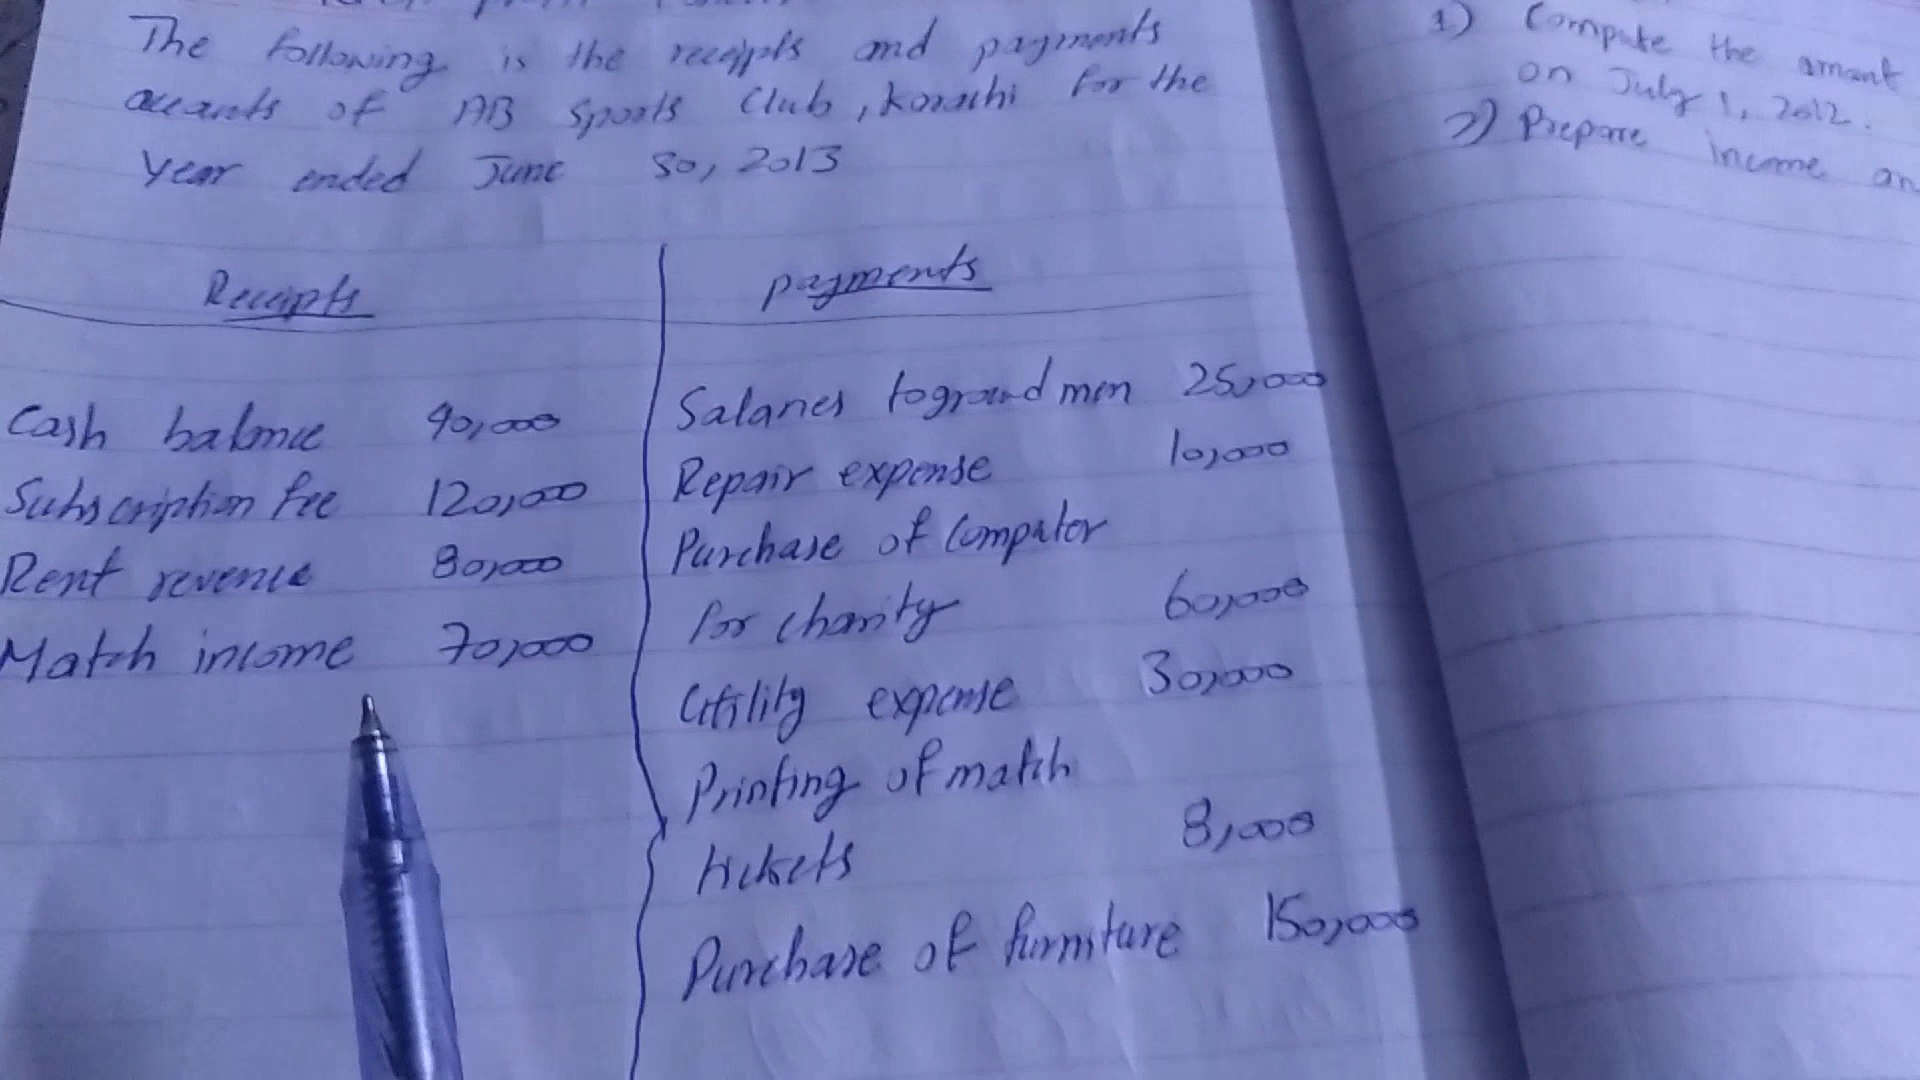 The following is the receipts and payments
accounts of AB Sports Club, Karachi for the
Year ended June 30, 2013
Receipts
Cash balance 90,000
Subscription fee 120,000
Rent revenue 80,000
Match income 70,000
payments
Salaries to ground men 25,000
Repair expense 10,000
Purchase of Computer
for charity 60,000
Utility expense 30,000
Printing of match
tickets 8,000
Purchase of furniture 150,000
1) Compute the amount
on July 1, 2012.
2) Prepare income an